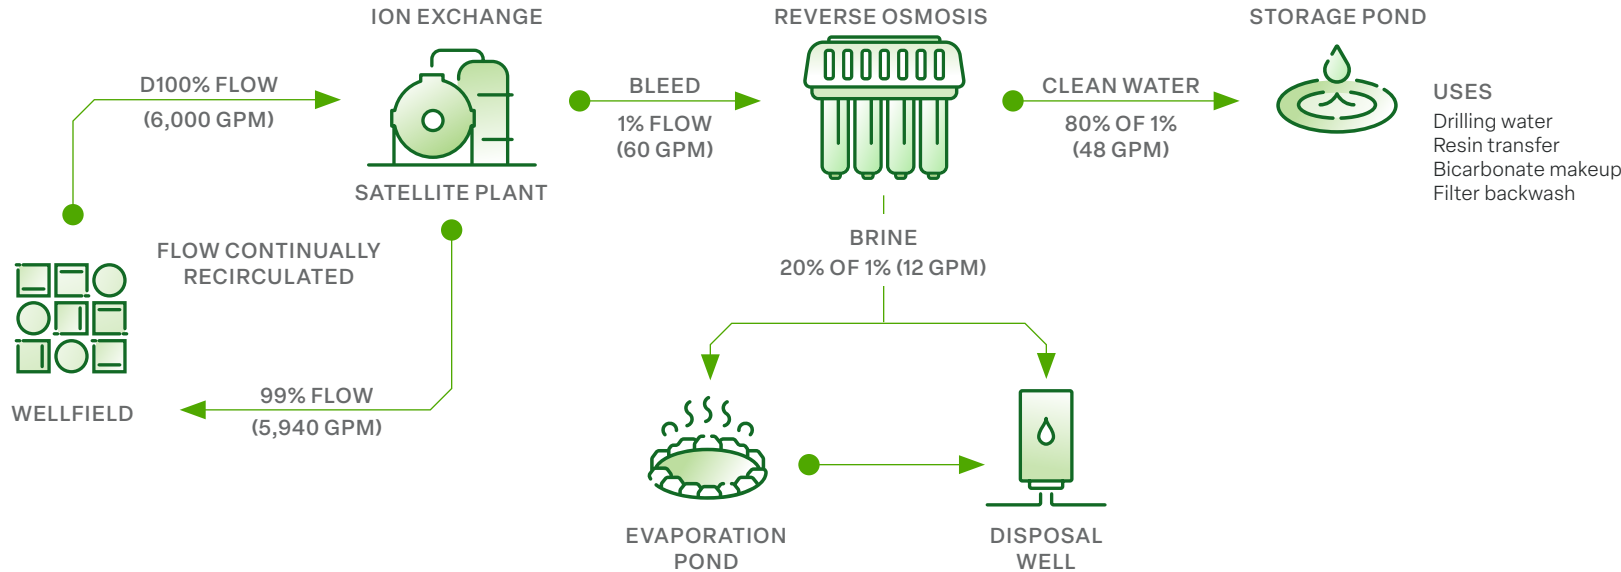 ION EXCHANGE
REVERSE OSMOSIS
STORAGE POND
D100% FLOW
(6,000 GPM)
BLEED
1% FLOW
(60 GPM)
CLEAN WATER
80% OF 1%
(48 GPM)
USES
Drilling water
Resin transfer
Bicarbonate makeup
Filter backwash
SATELLITE PLANT
FLOW CONTINUALLY
RECIRCULATED
BRINE
20% OF 1% (12 GPM)
WELLFIELD
99% FLOW
(5,940 GPM)
EVAPORATION
POND
DISPOSAL
WELL